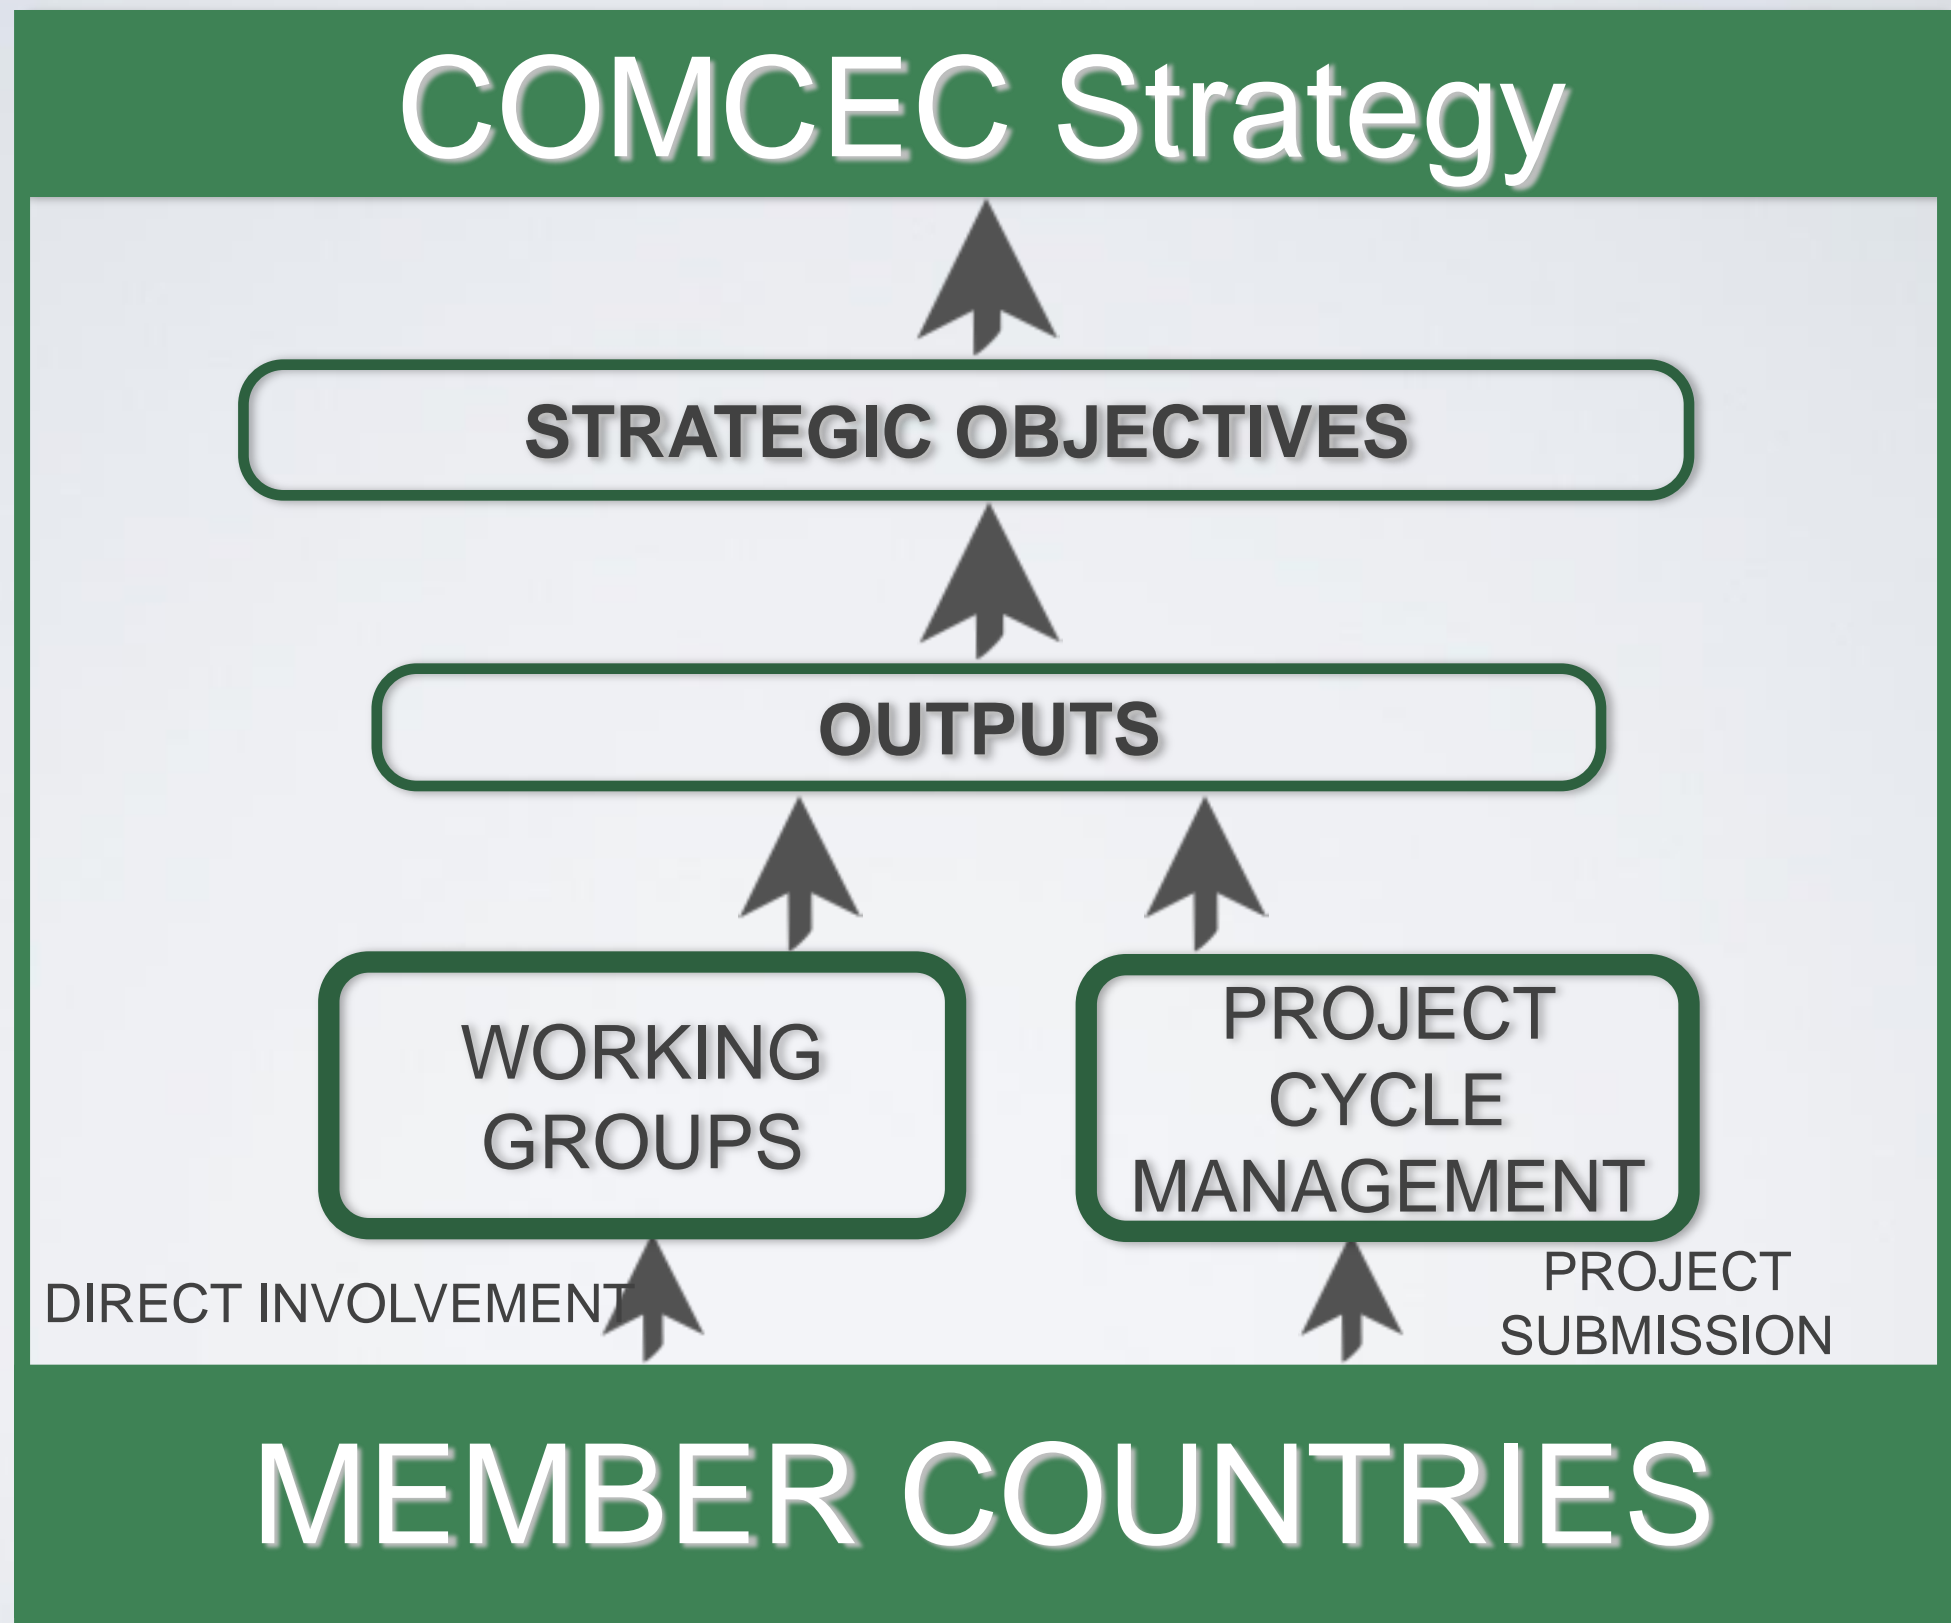 COMCEC Strategy
STRATEGIC OBJECTIVES
OUTPUTS
WORKING
GROUPS
PROJECT
CYCLE
MANAGEMENT
DIRECT INVOLVEMENT
PROJECT
SUBMISSION
MEMBER COUNTRIES